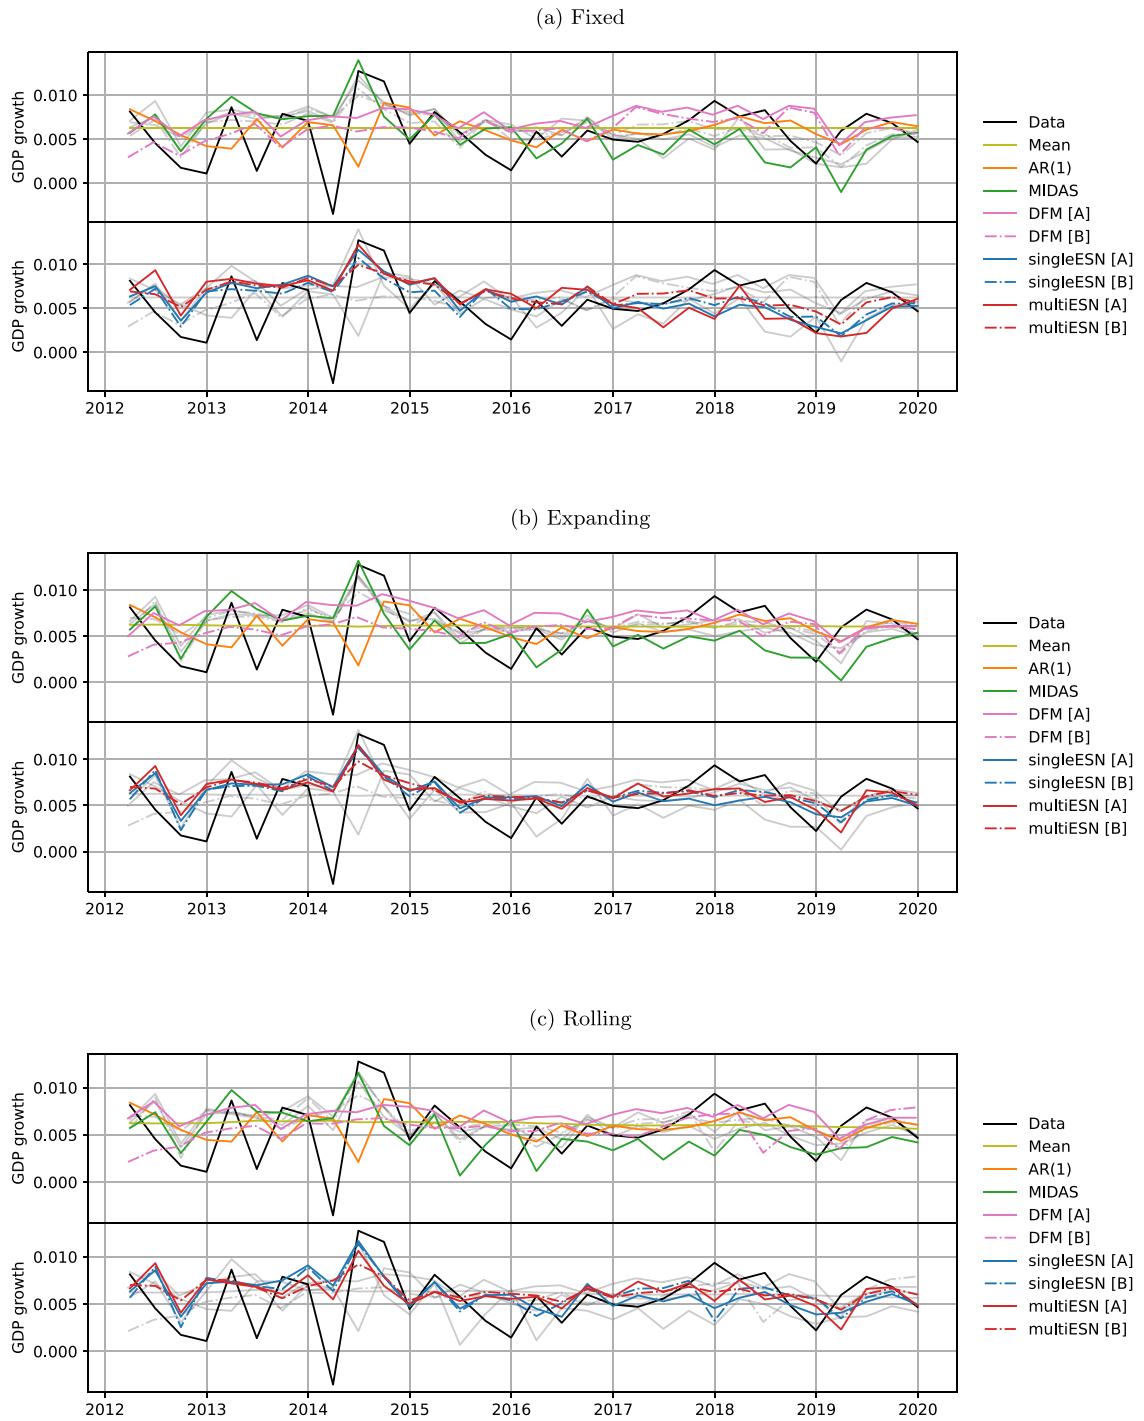 (a) Fixed
GDP growth
0.010
0.005
0.000
GDP growth
0.010
0.005
0.000
2012 2013 2014 2015 2016 2017 2018 2019 2020
Data
Mean
AR(1)
MIDAS
DFM [A]
DFM [B]
singleESN [A]
singleESN [B]
multiESN [A]
multiESN [B]
(b) Expanding
GDP growth
0.010
0.005
0.000
GDP growth
0.010
0.005
0.000
2012 2013 2014 2015 2016 2017 2018 2019 2020
Data
Mean
AR(1)
MIDAS
DFM [A]
DFM [B]
singleESN [A]
singleESN [B]
multiESN [A]
multiESN [B]
(c) Rolling
GDP growth
0.010
0.005
0.000
GDP growth
0.010
0.005
0.000
2012 2013 2014 2015 2016 2017 2018 2019 2020
Data
Mean
AR(1)
MIDAS
DFM [A]
DFM [B]
singleESN [A]
singleESN [B]
multiESN [A]
multiESN [B]